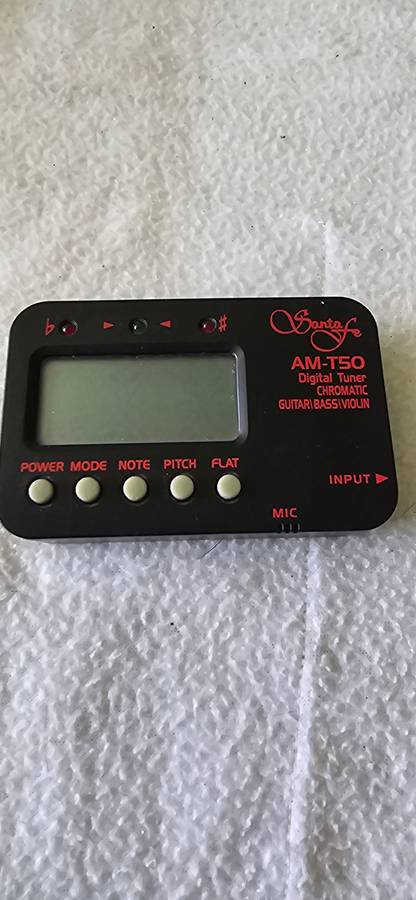 ♭ ► ◄ ♯
Santa Fe
AM-T50
Digital Tuner
CHROMATIC
GUITAR\BASS\VIOLIN
POWER MODE NOTE PITCH FLAT
INPUT ►
MIC